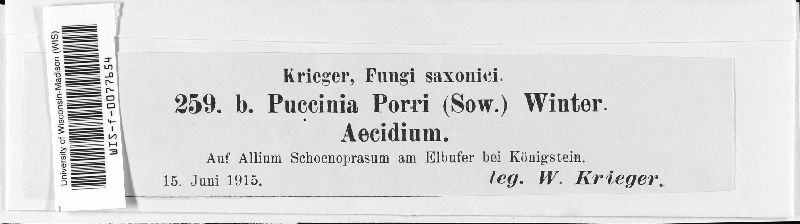 University of Wisconsin-Madison (WIS)
WIS-f-0077654
Krieger, Fungi saxonici.
259. b. Puccinia Porri (Sow.) Winter.
Aecidium.
Auf Allium Schoenoprasum am Elbufer bei Königstein.
15. Juni 1915. leg. W. Krieger.